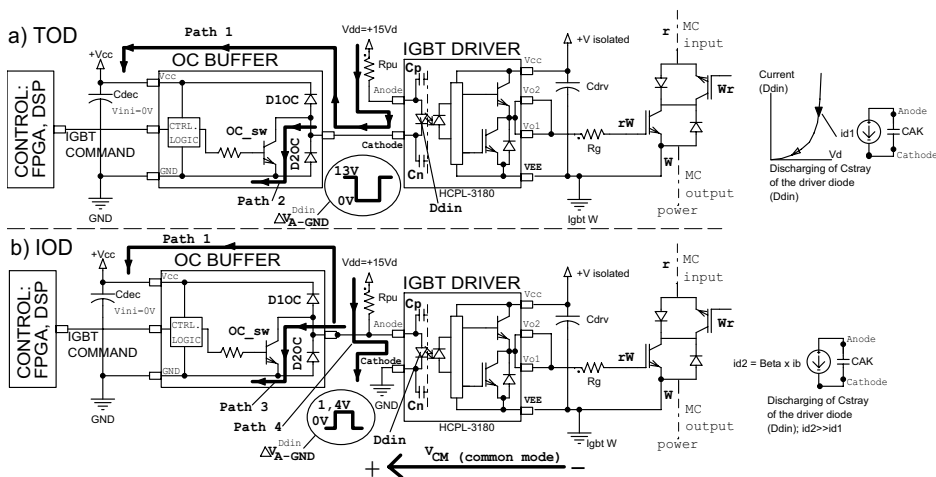 a) TOD
Path 1
Vdd=+15Vd
Rpu
IGBT DRIVER
+V isolated
r
MC
input
Wr
CONTROL:
FPGA, DSP
+Vcc
Cdec
Vini=0V
OC BUFFER
Vcc
D1OC
CTRL.
LOGIC
OC_sw
D2OC
IGBT
COMMAND
GND
GND
Path 2
Anode
Cp
Cathode
Cn
13V
0V
Ddin
ΔVA-GND
Ddin
Vcc
Vo2
Vo1
VEE
HCPL-3180
Cdrv
Rg
rW
W
Igbt W
MC
output
power
Current
(Ddin)
id1
Vd
Anode
CAK
Cathode
Discharging of Cstray
of the driver diode
(Ddin)
b) IOD
Path 1
Vdd=+15Vd
Rpu
IGBT DRIVER
+V isolated
r
MC
input
Wr
CONTROL:
FPGA, DSP
+Vcc
Cdec
Vini=0V
OC BUFFER
Vcc
D1OC
CTRL.
LOGIC
OC_sw
D2OC
IGBT
COMMAND
GND
GND
Path 3
Path 4
Anode
Cp
Cathode
Cn
GND
1,4V
0V
Ddin
ΔVA-GND
Ddin
Vcc
Vo2
Vo1
VEE
HCPL-3180
Cdrv
Rg
rW
W
Igbt W
MC
output
power
id2 = Beta x ib
Anode
CAK
Cathode
Discharging of Cstray
of the driver diode
(Ddin); id2>>id1
+ VCM (common mode) −